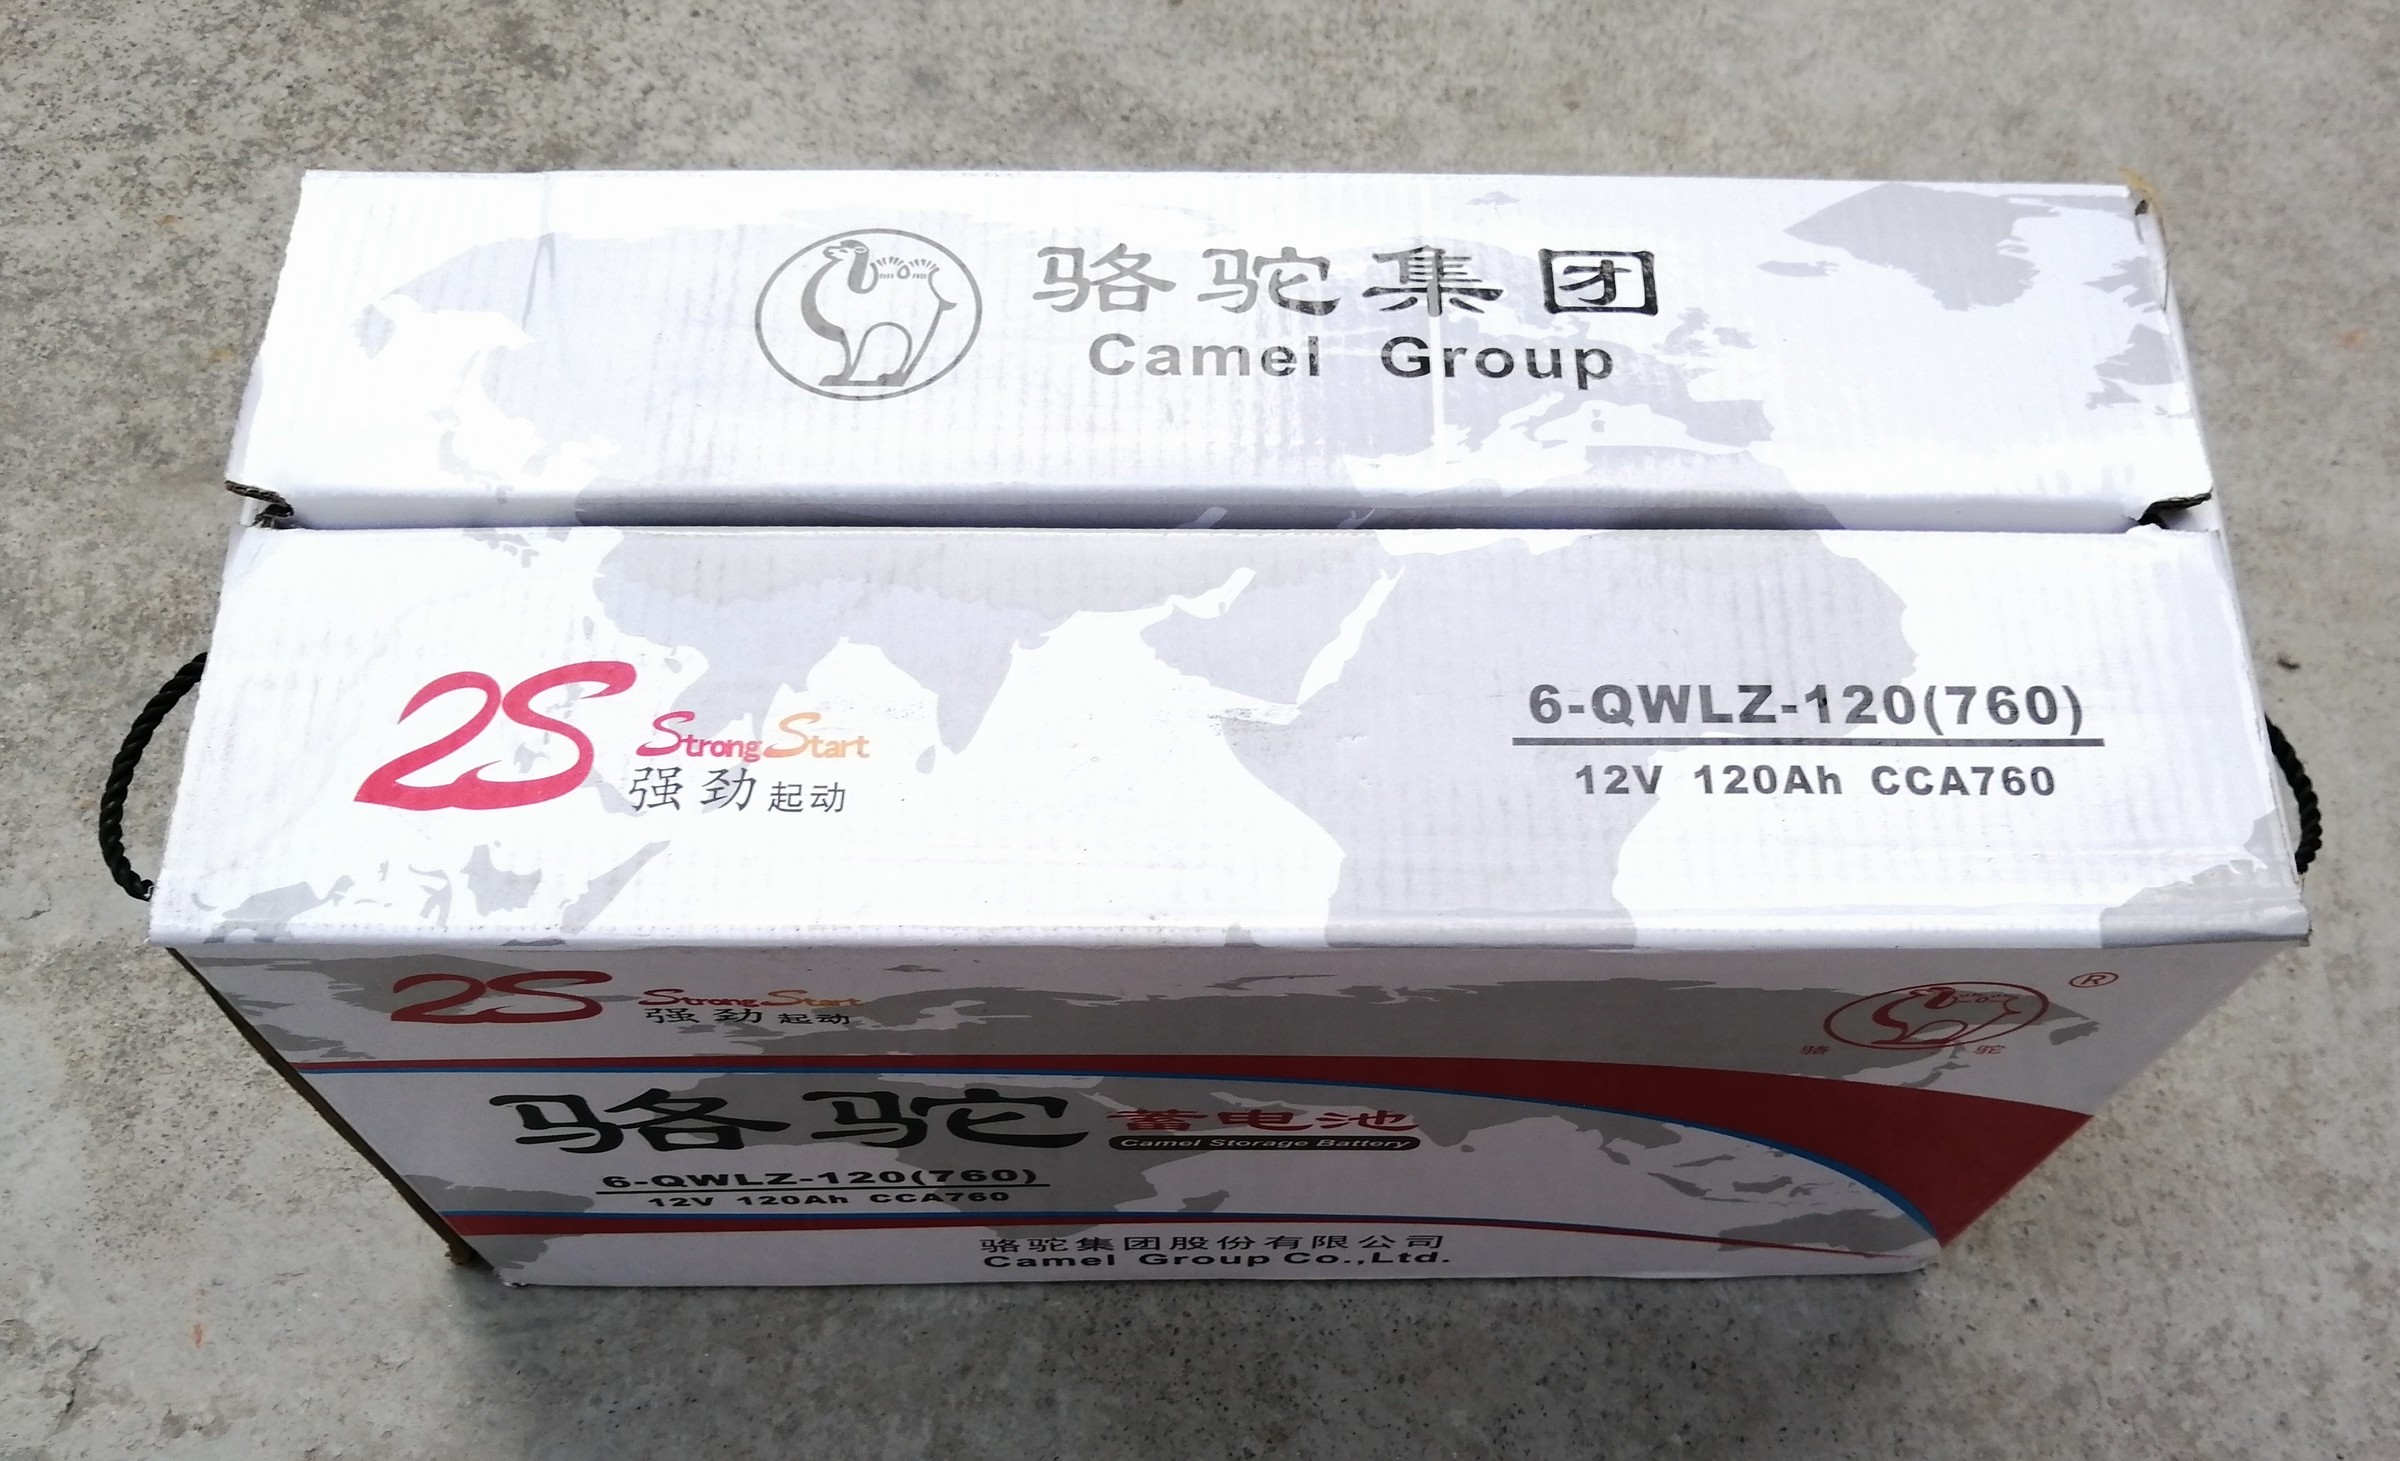 骆驼集团
Camel Group
2S Strong Start
强劲起动
6-QWLZ-120(760)
12V 120Ah CCA760
2S Strong Start
强劲起动
®
骆 驼
骆驼 蓄电池
Camel Storage Battery
6-QWLZ-120(760)
12V 120Ah CCA760
骆驼集团股份有限公司
Camel Group Co.,Ltd.